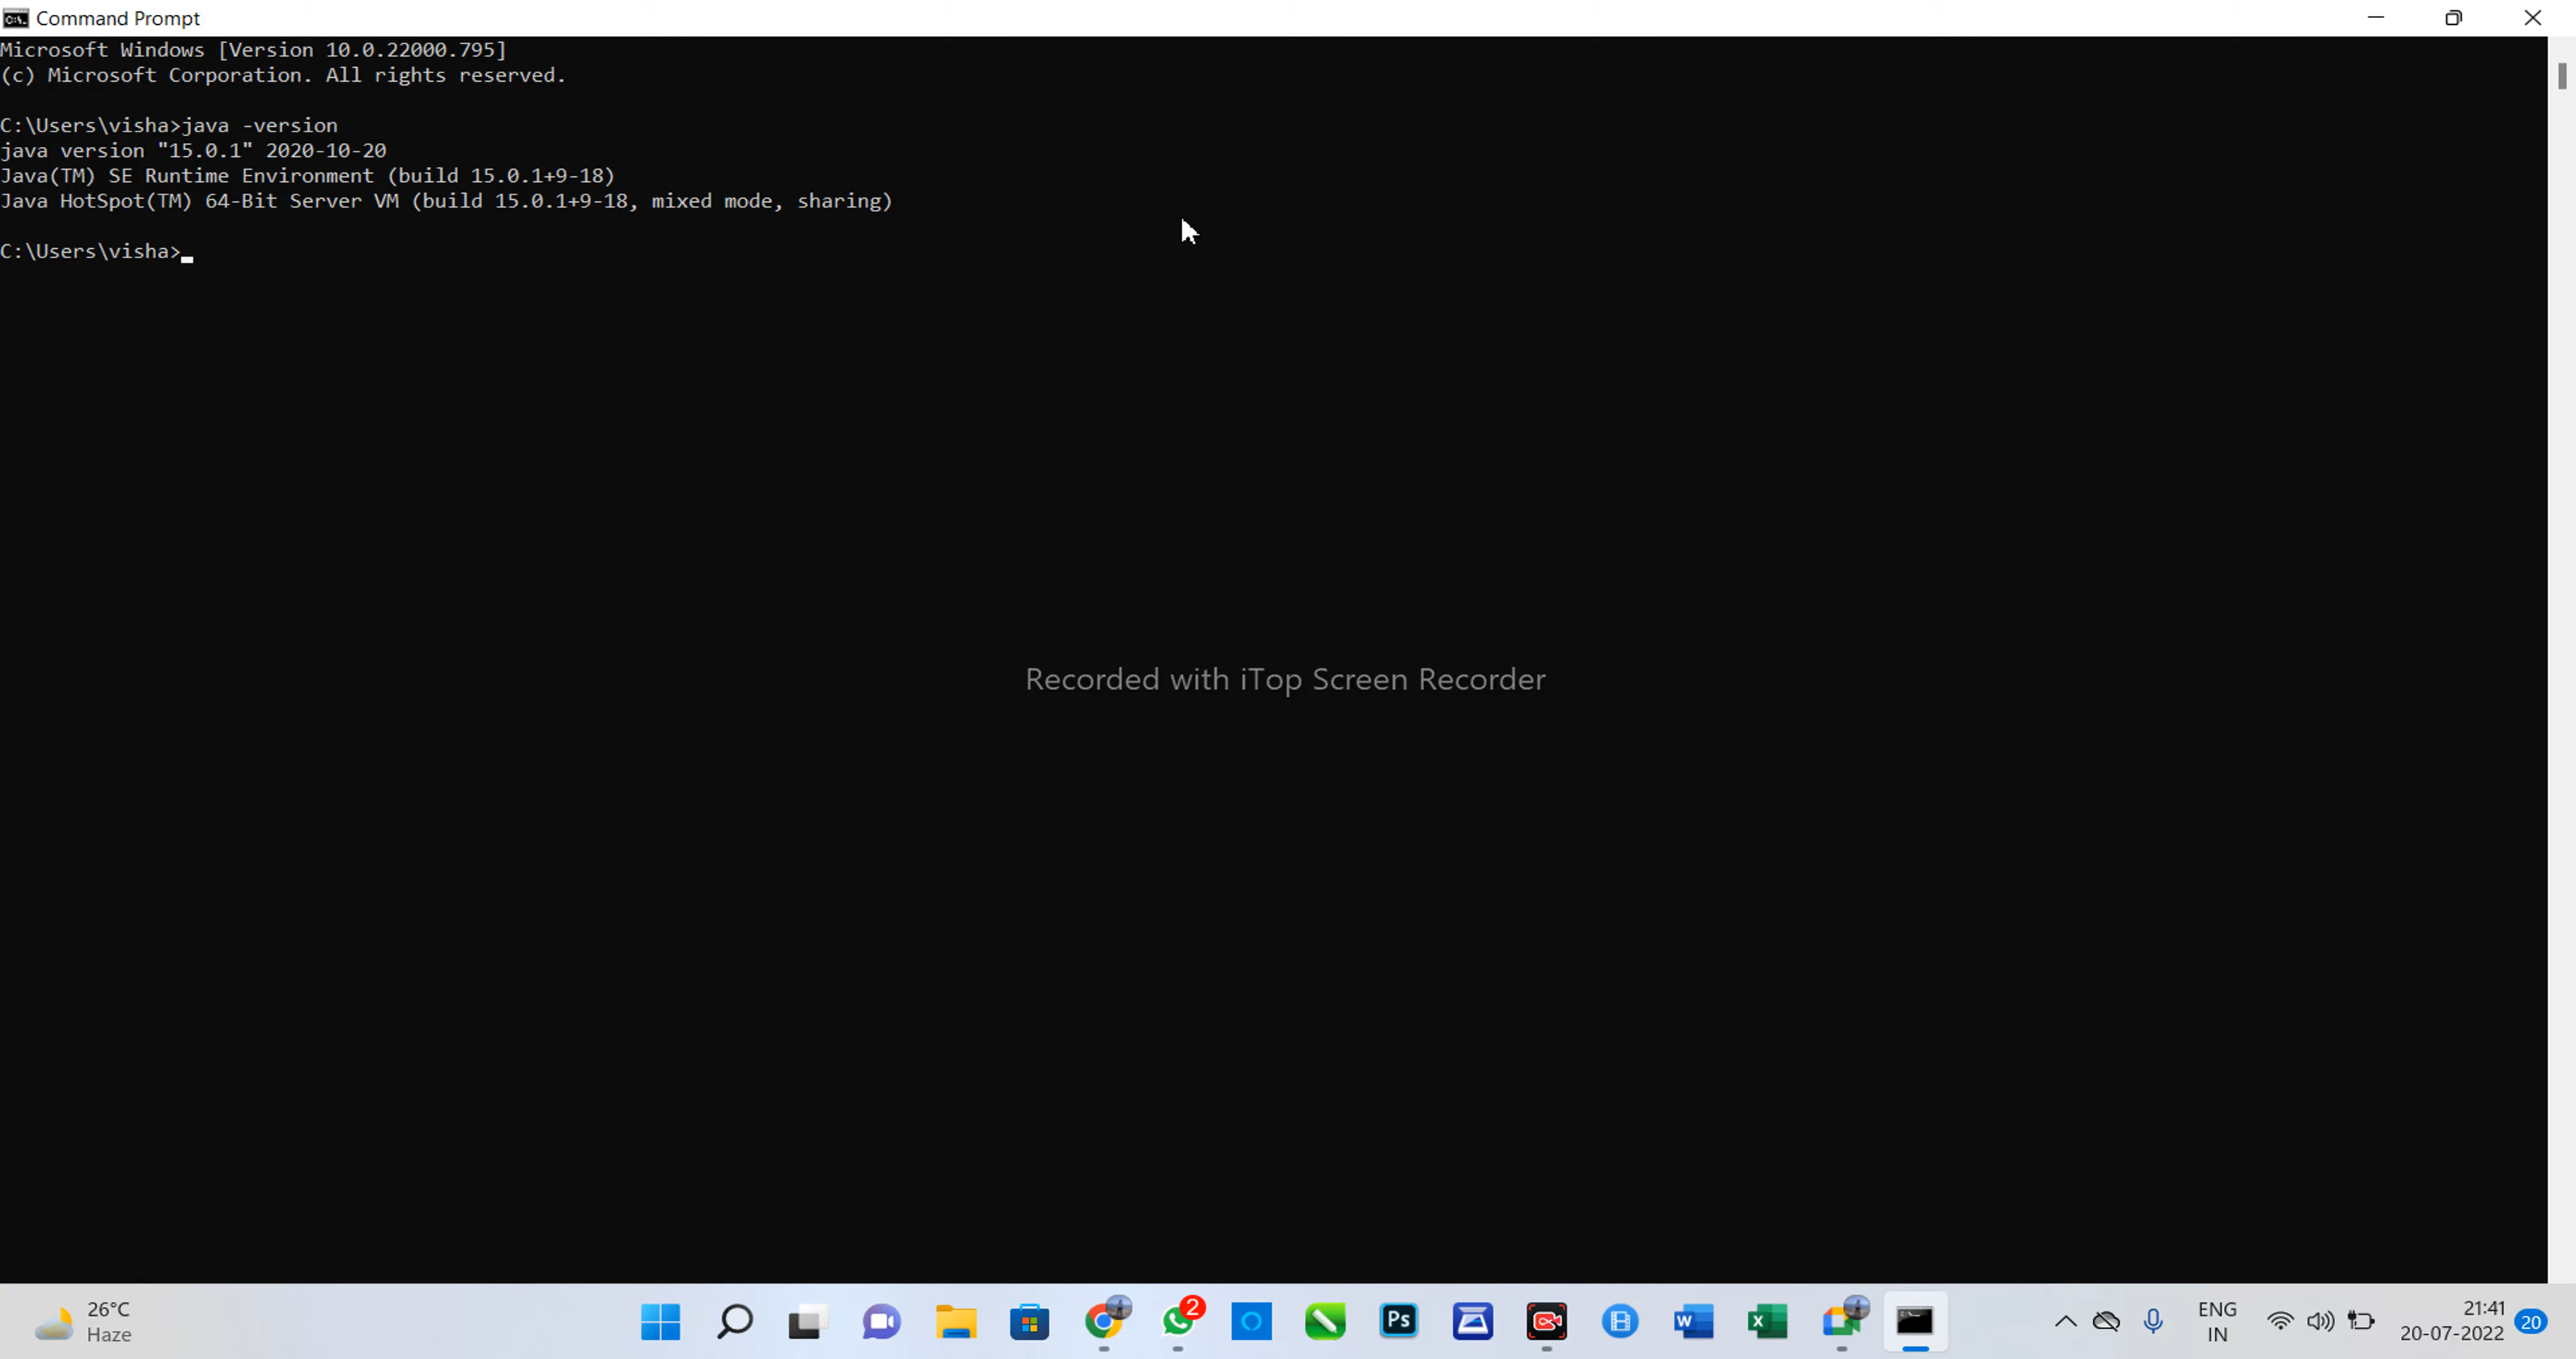 Command Prompt
Microsoft Windows [Version 10.0.22000.795]
(c) Microsoft Corporation. All rights reserved.
C:\Users\visha>java -version
java version "15.0.1" 2020-10-20
Java(TM) SE Runtime Environment (build 15.0.1+9-18)
Java HotSpot(TM) 64-Bit Server VM (build 15.0.1+9-18, mixed mode, sharing)
C:\Users\visha>
Recorded with iTop Screen Recorder
26°C
Haze
2
Ps
W
X
ENG
IN
21:41
20-07-2022
20